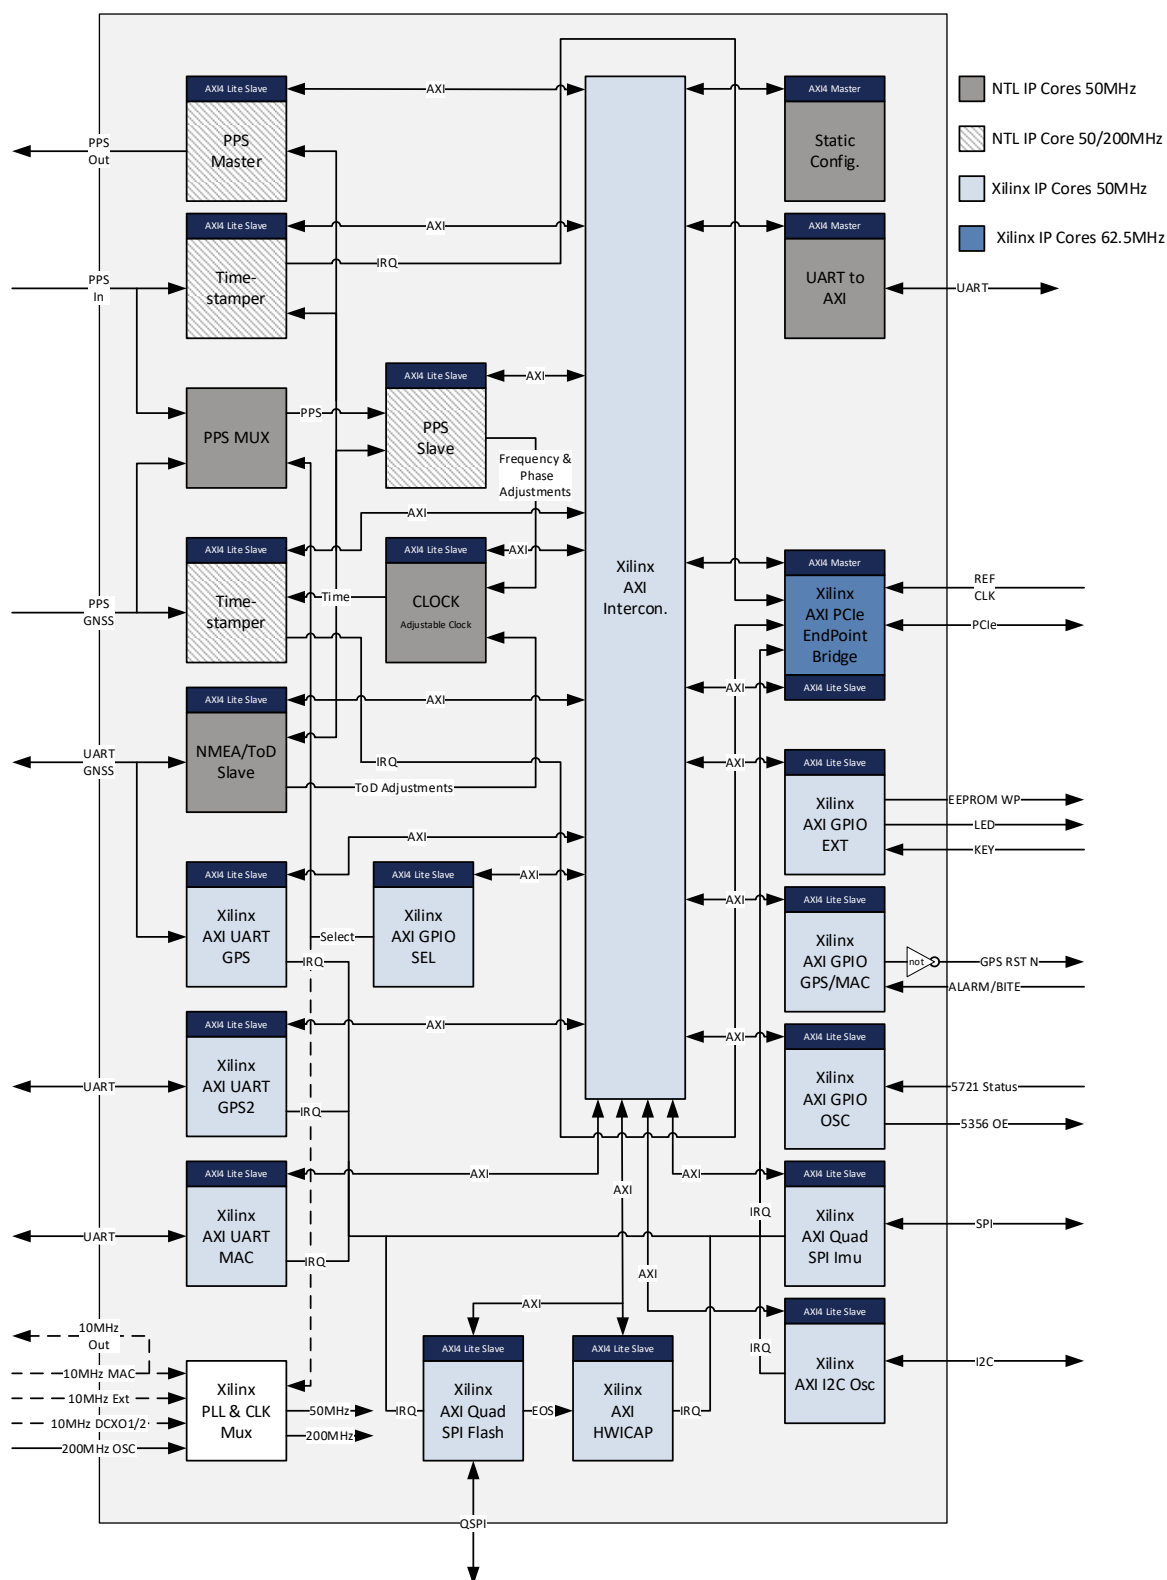 AXI4 Lite Slave
PPS
Master
PPS
Out
AXI
AXI4 Master
Static
Config.
NTL IP Cores 50MHz
NTL IP Core 50/200MHz
Xilinx IP Cores 50MHz
Xilinx IP Cores 62.5MHz
AXI4 Lite Slave
Time-
stamper
PPS
In
AXI
IRQ
AXI4 Master
UART to
AXI
UART
PPS MUX
PPS
AXI4 Lite Slave
PPS
Slave
AXI
Frequency &
Phase
Adjustments
AXI
AXI4 Lite Slave
Time-
stamper
PPS
GNSS
Time
AXI4 Lite Slave
CLOCK
Adjustable Clock
AXI
Xilinx
AXI
Intercon.
AXI4 Master
Xilinx
AXI PCIe
EndPoint
Bridge
AXI4 Lite Slave
REF
CLK
PCIe
AXI
AXI4 Lite Slave
NMEA/ToD
Slave
UART
GNSS
AXI
IRQ
ToD Adjustments
AXI
AXI4 Lite Slave
Xilinx
AXI GPIO
EXT
EEPROM WP
LED
KEY
AXI
AXI4 Lite Slave
Xilinx
AXI UART
GPS
IRQ
Select
AXI4 Lite Slave
Xilinx
AXI GPIO
SEL
AXI
AXI
AXI4 Lite Slave
Xilinx
AXI GPIO
GPS/MAC
not
GPS RST N
ALARM/BITE
AXI4 Lite Slave
Xilinx
AXI UART
GPS2
UART
AXI
IRQ
AXI
AXI4 Lite Slave
Xilinx
AXI GPIO
OSC
5721 Status
5356 OE
AXI4 Lite Slave
Xilinx
AXI UART
MAC
UART
AXI
IRQ
AXI
AXI
AXI
IRQ
AXI4 Lite Slave
Xilinx
AXI Quad
SPI Imu
SPI
AXI
IRQ
AXI4 Lite Slave
Xilinx
AXI I2C Osc
I2C
10MHz
Out
10MHz MAC
10MHz Ext
10MHz DCXO1/2
200MHz OSC
Xilinx
PLL & CLK
Mux
50MHz
200MHz
IRQ
AXI4 Lite Slave
Xilinx
AXI Quad
SPI Flash
EOS
AXI4 Lite Slave
Xilinx
AXI
HWICAP
IRQ
QSPI